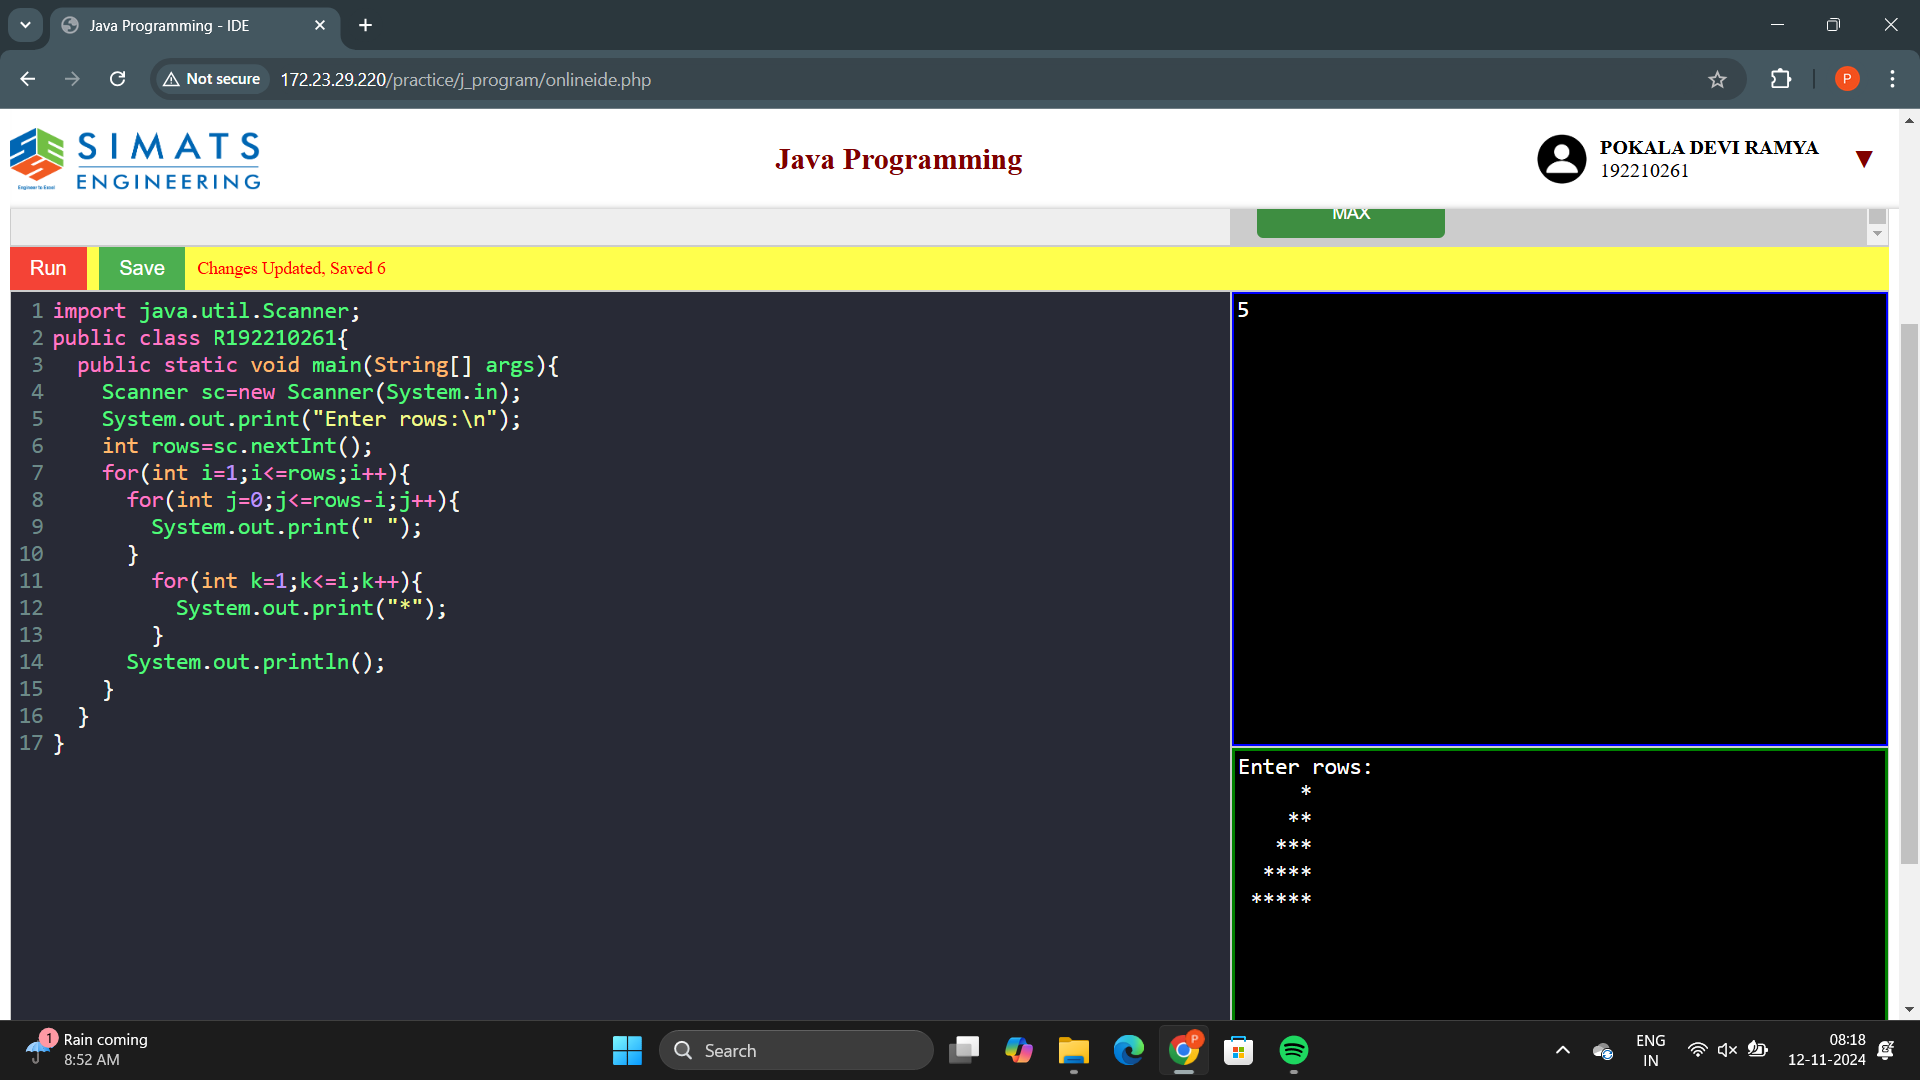 Java Programming - IDE
Not secure
172.23.29.220/practice/j_program/onlineide.php
P
SIMATS
ENGINEERING
Engineer to Excel
Java Programming
POKALA DEVI RAMYA
192210261
MAX
Run
Save
Changes Updated, Saved 6
1 import java.util.Scanner;
2 public class R192210261{
3   public static void main(String[] args){
4     Scanner sc=new Scanner(System.in);
5     System.out.print("Enter rows:\n");
6     int rows=sc.nextInt();
7     for(int i=1;i<=rows;i++){
8       for(int j=0;j<=rows-i;j++){
9         System.out.print(" ");
10       }
11         for(int k=1;k<=i;k++){
12           System.out.print("*");
13         }
14       System.out.println();
15     }
16   }
17 }
5
Enter rows:
     *
    **
   ***
  ****
 *****
1
Rain coming
8:52 AM
Search
P
ENG
IN
08:18
12-11-2024